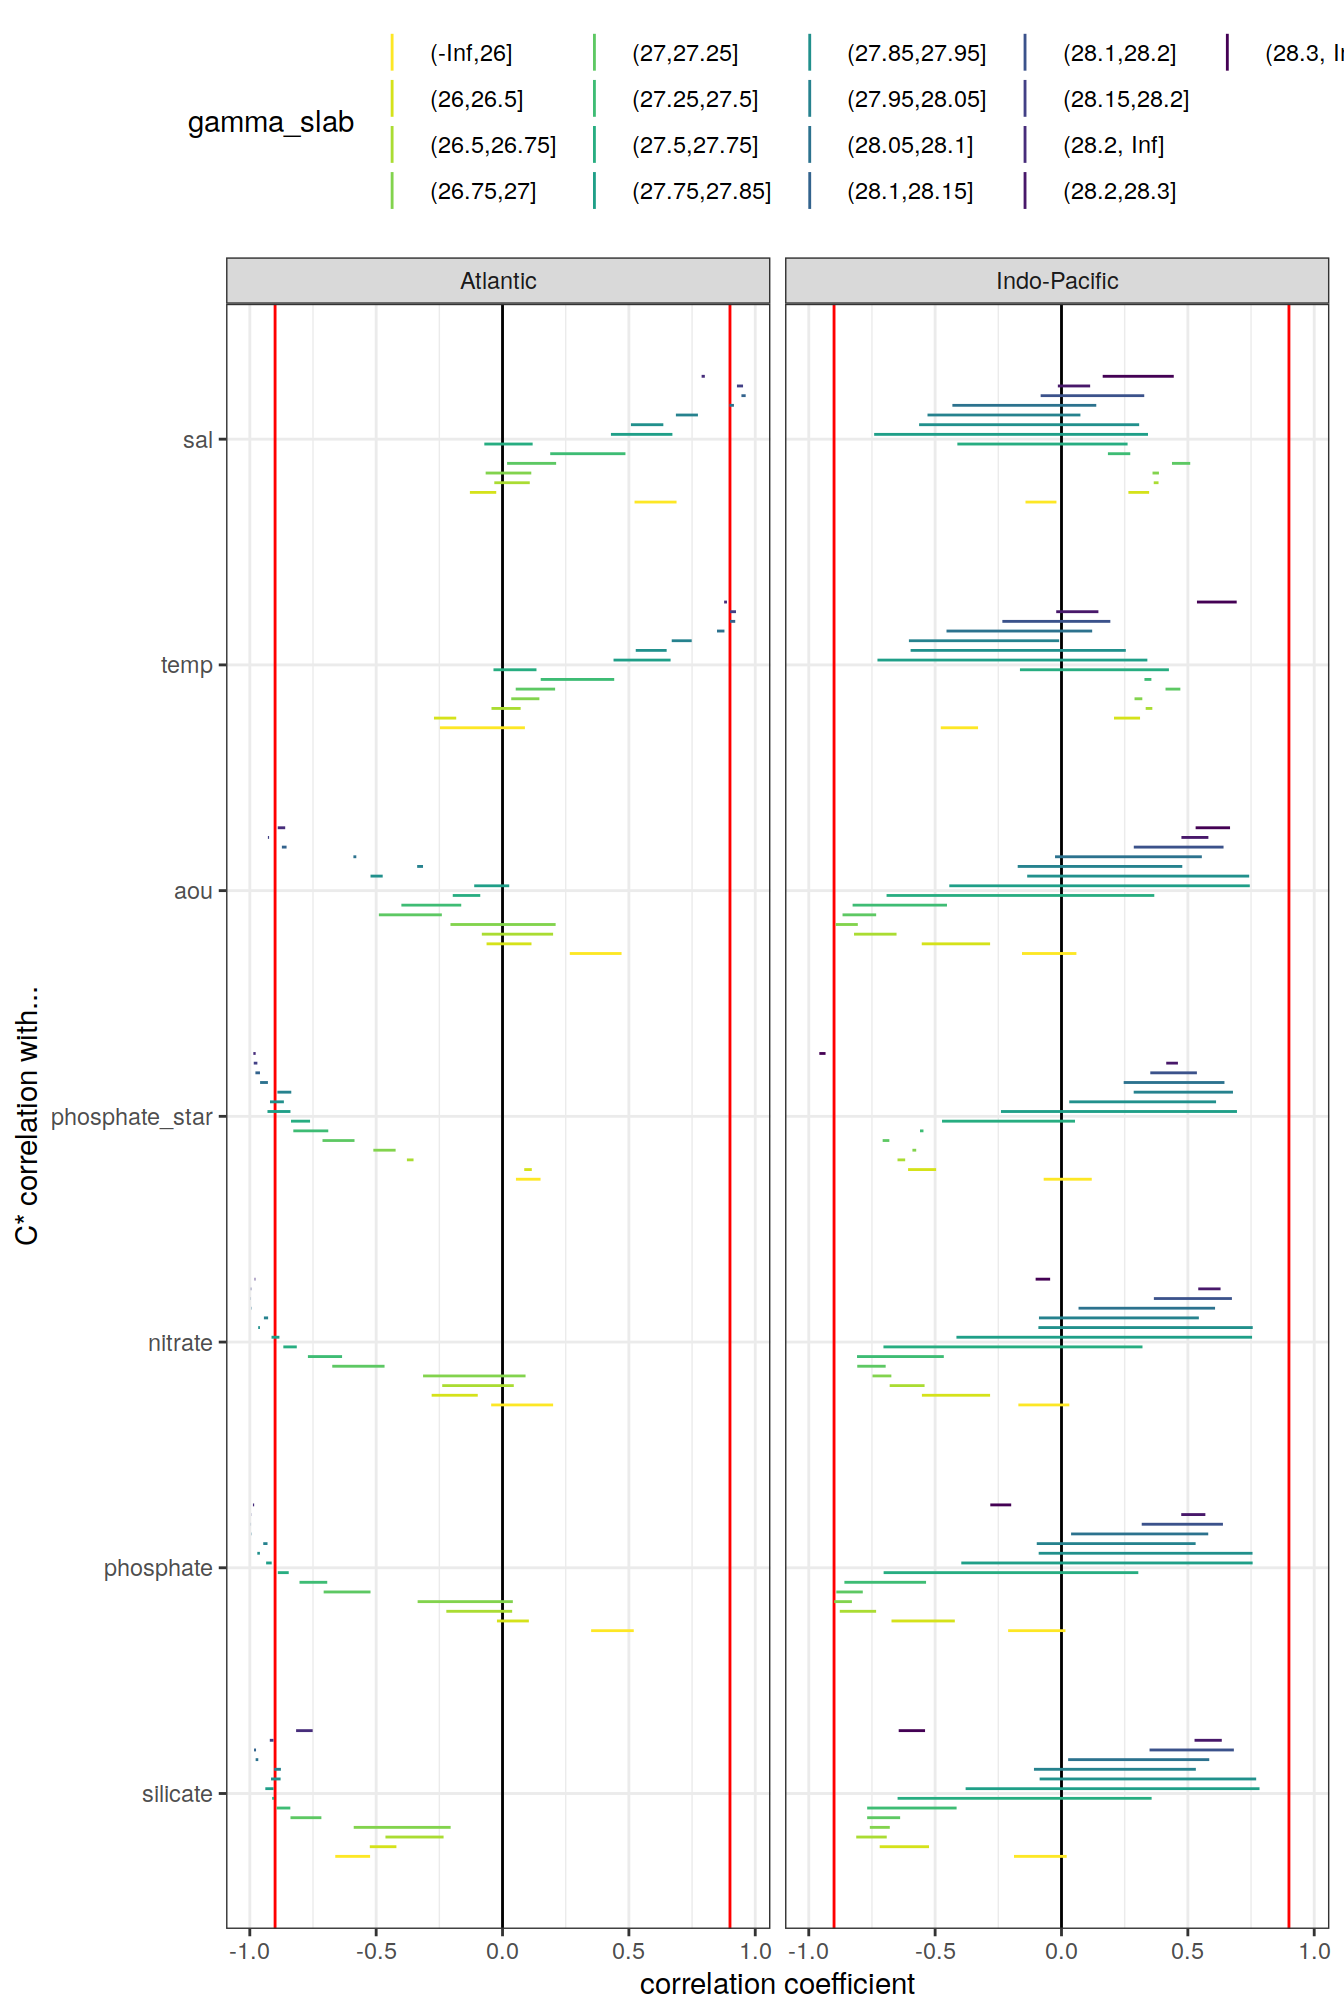 gamma_slab
(-Inf,26]
(26,26.5]
(26.5,26.75]
(26.75,27]
(27,27.25]
(27.25,27.5]
(27.5,27.75]
(27.75,27.85]
(27.85,27.95]
(27.95,28.05]
(28.05,28.1]
(28.1,28.15]
(28.1,28.2]
(28.15,28.2]
(28.2, Inf]
(28.2,28.3]
(28.3,
Atlantic
Indo-Pacific
C* correlation with...
sal
temp
aou
phosphate_star
nitrate
phosphate
silicate
-1.0 -0.5 0.0 0.5 1.0
-1.0 -0.5 0.0 0.5 1.0
correlation coefficient